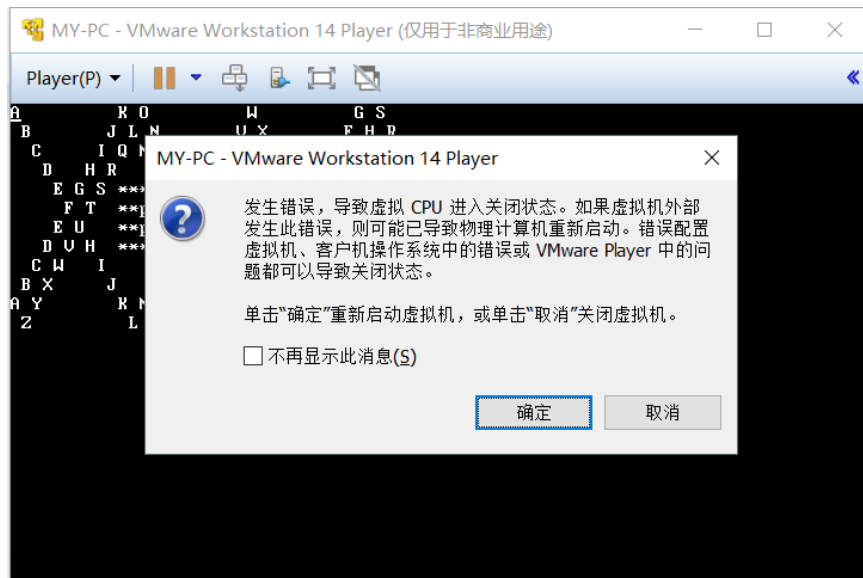 MY-PC - VMware Workstation 14 Player (仅用于非商业用途)
Player(P)
A K O W G S
B J L N U X F H R
C I Q
D H R
E G S ***
F T **
E U **
D V H ***
C W I
B X J
A Y K
Z L
MY-PC - VMware Workstation 14 Player
发生错误，导致虚拟 CPU 进入关闭状态。如果虚拟机外部
发生此错误，则可能已导致物理计算机重新启动。错误配置
虚拟机、客户机操作系统中的错误或 VMware Player 中的问
题都可以导致关闭状态。
单击“确定”重新启动虚拟机，或单击“取消”关闭虚拟机。
不再显示此消息(S)
确定
取消